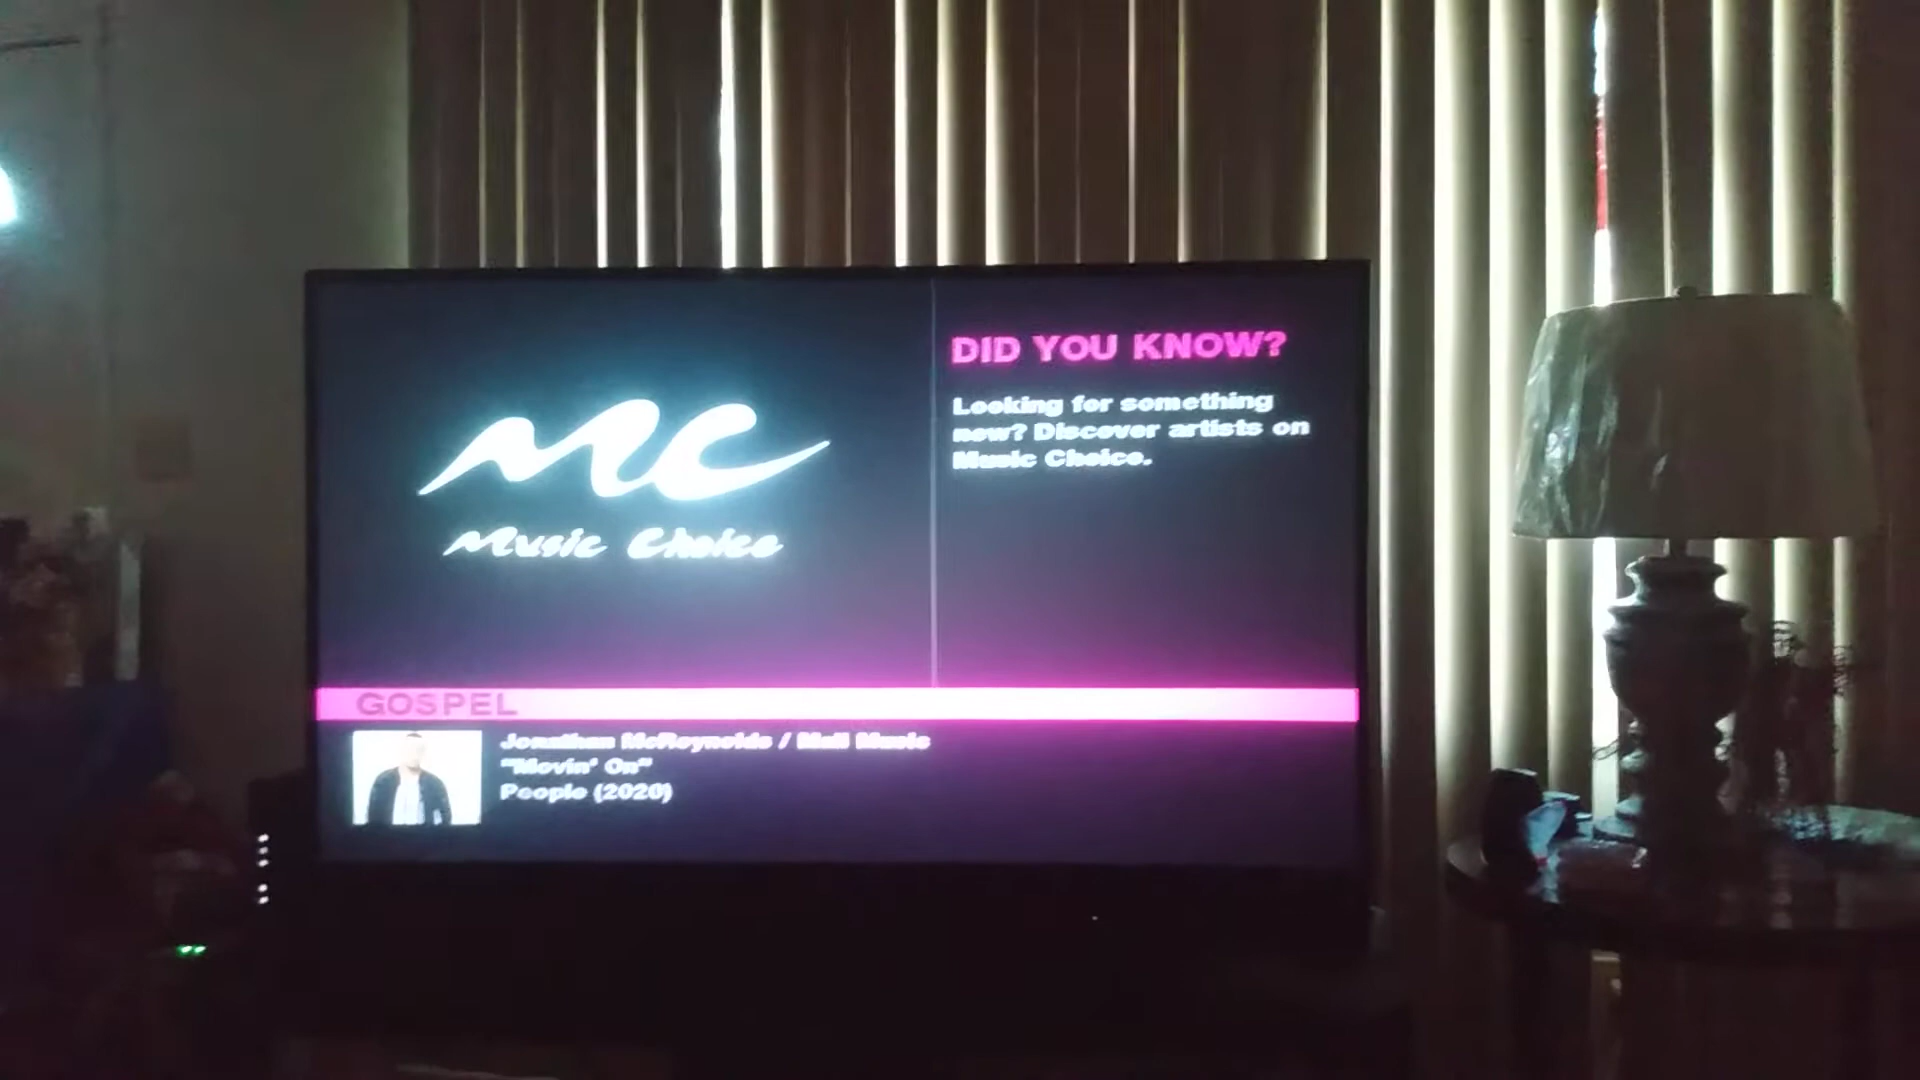 MC
Music Choice
DID YOU KNOW?
Looking for something
new? Discover artists on
Music Choice.
GOSPEL
Jonathan McReynolds / Mali Music
"Movin' On"
People (2020)